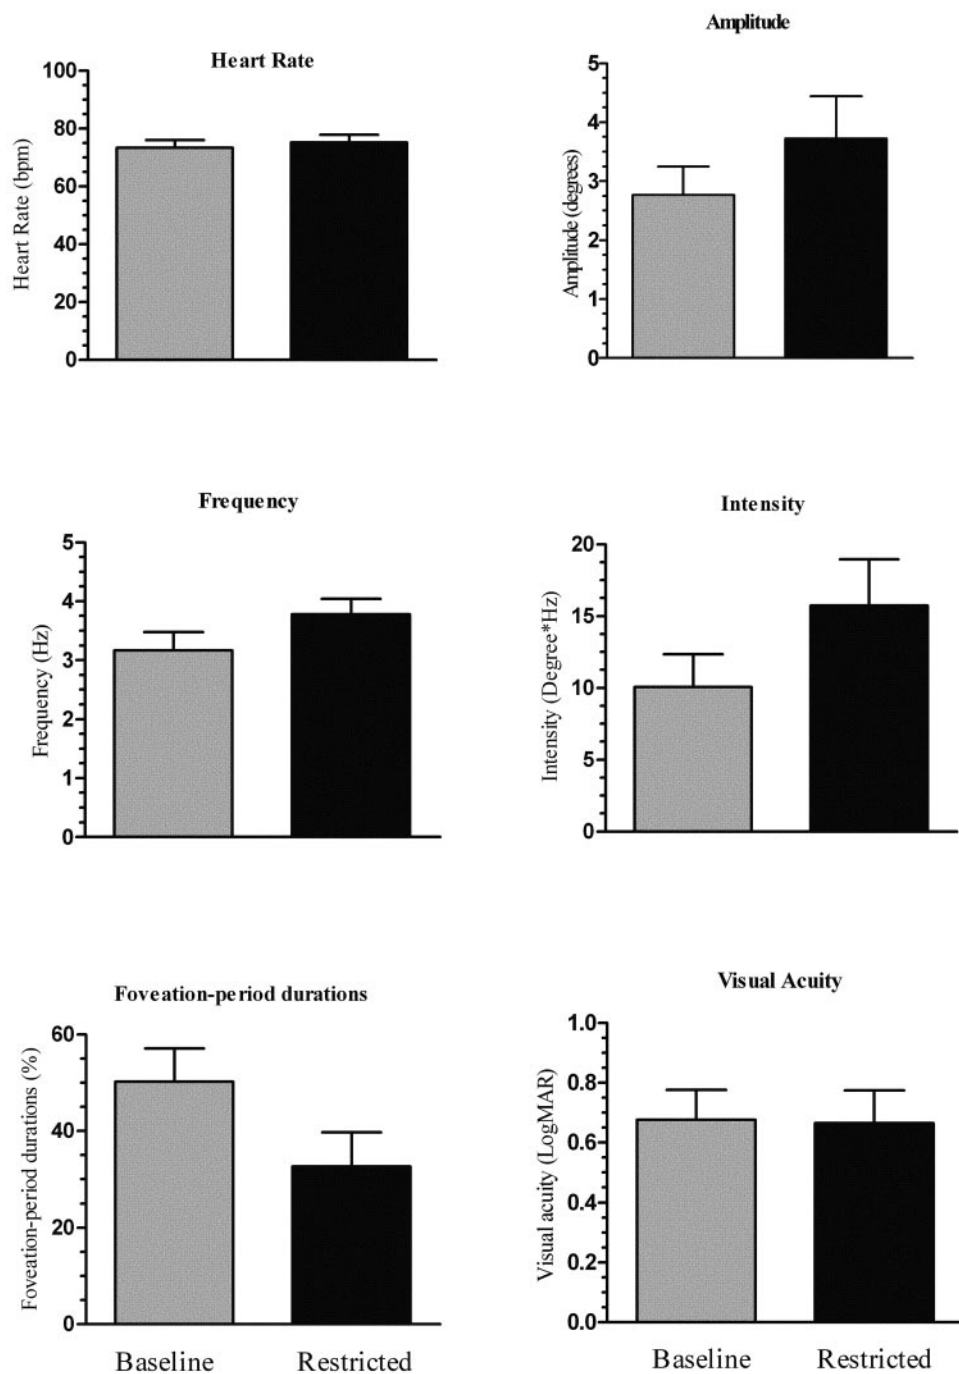 Heart Rate
100
80
60
40
20
0
Heart Rate (bpm)
Amplitude
5
4
3
2
1
0
Amplitude (degrees)
Frequency
5
4
3
2
1
0
Frequency (Hz)
Intensity
20
15
10
5
0
Intensity (Degree*Hz)
Foveation-period durations
60
40
20
0
Foveation-period durations (%)
Baseline
Restricted
Visual Acuity
1.0
0.8
0.6
0.4
0.2
0.0
Visual acuity (LogMAR)
Baseline
Restricted